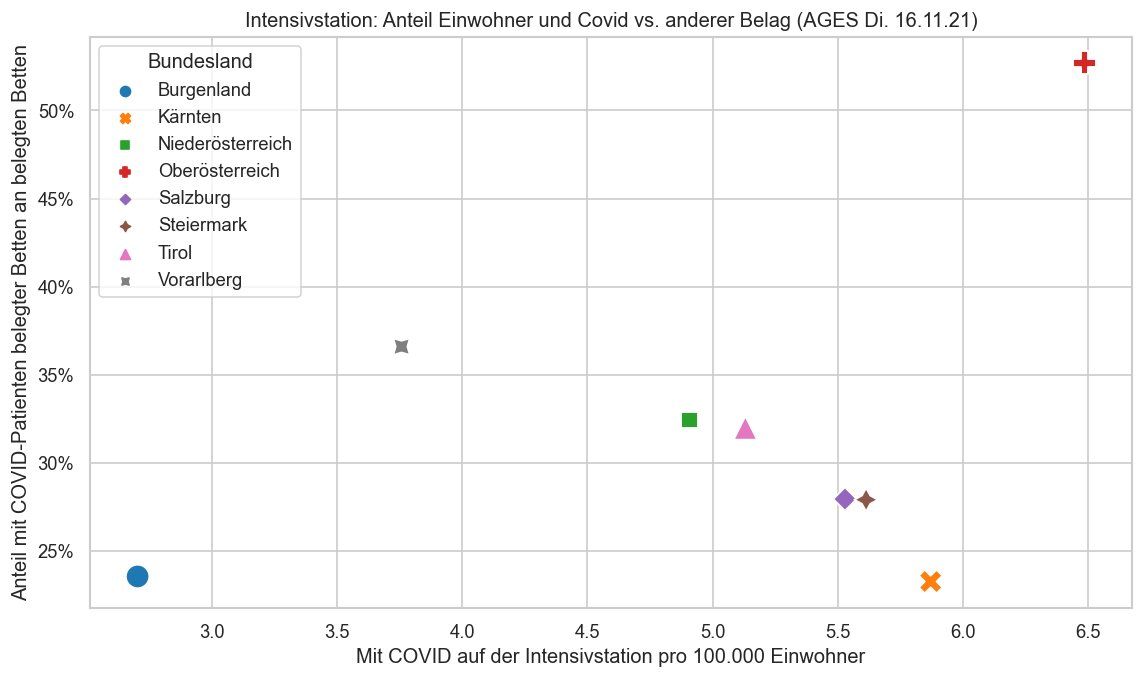 Intensivstation: Anteil Einwohner und Covid vs. anderer Belag (AGES Di. 16.11.21)
Anteil mit COVID-Patienten belegter Betten an belegten Betten
Bundesland
Burgenland
Kärnten
Niederösterreich
Oberösterreich
Salzburg
Steiermark
Tirol
Vorarlberg
50%
45%
40%
35%
30%
25%
3.0 3.5 4.0 4.5 5.0 5.5 6.0 6.5
Mit COVID auf der Intensivstation pro 100.000 Einwohner